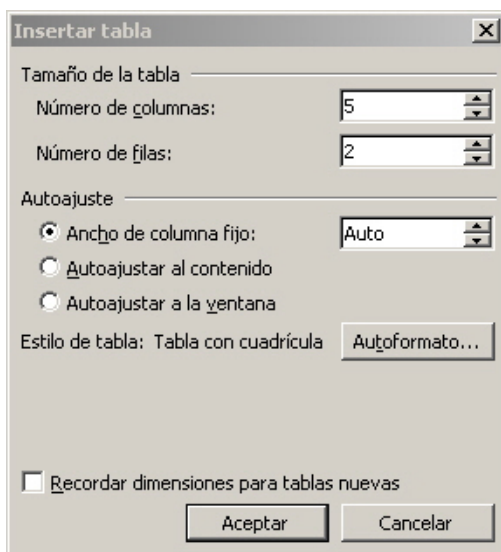 Insertar tabla
Tamaño de la tabla
Número de columnas: 5
Número de filas: 2
Autoajuste
Ancho de columna fijo: Auto
Autoajustar al contenido
Autoajustar a la ventana
Estilo de tabla: Tabla con cuadrícula Autoformato...
Recordar dimensiones para tablas nuevas
Aceptar Cancelar